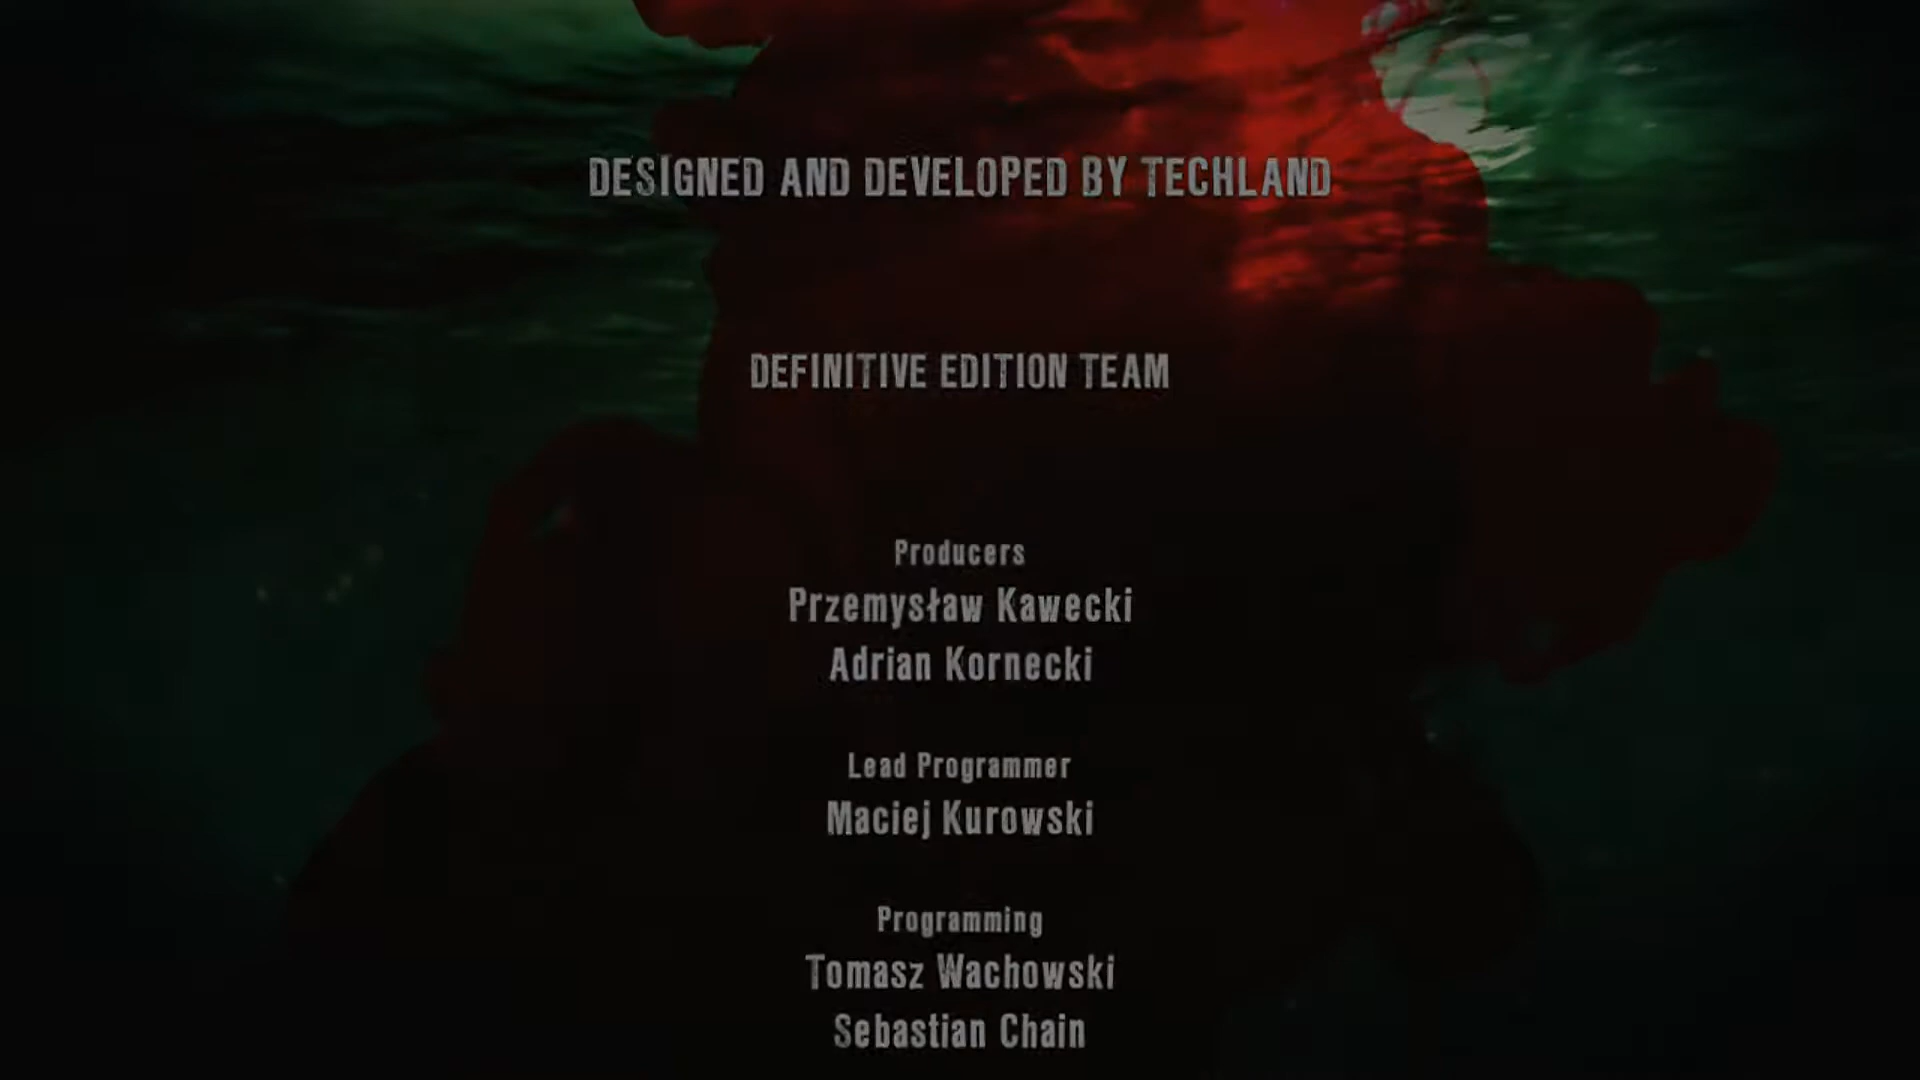 DESIGNED AND DEVELOPED BY TECHLAND
DEFINITIVE EDITION TEAM
Producers
Przemysław Kawecki
Adrian Kornecki
Lead Programmer
Maciej Kurowski
Programming
Tomasz Wachowski
Sebastian Chain